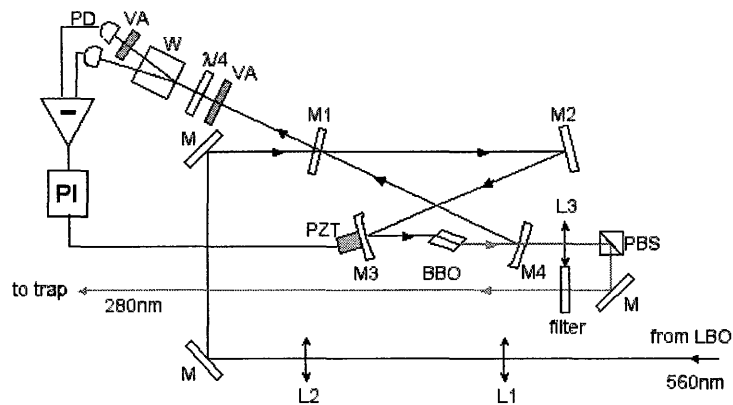 PD
VA
W
λ/4
VA
M
M1
M2
PI
PZT
M3
BBO
M4
L3
PBS
M
to trap
280nm
filter
M
L2
L1
from LBO
560nm